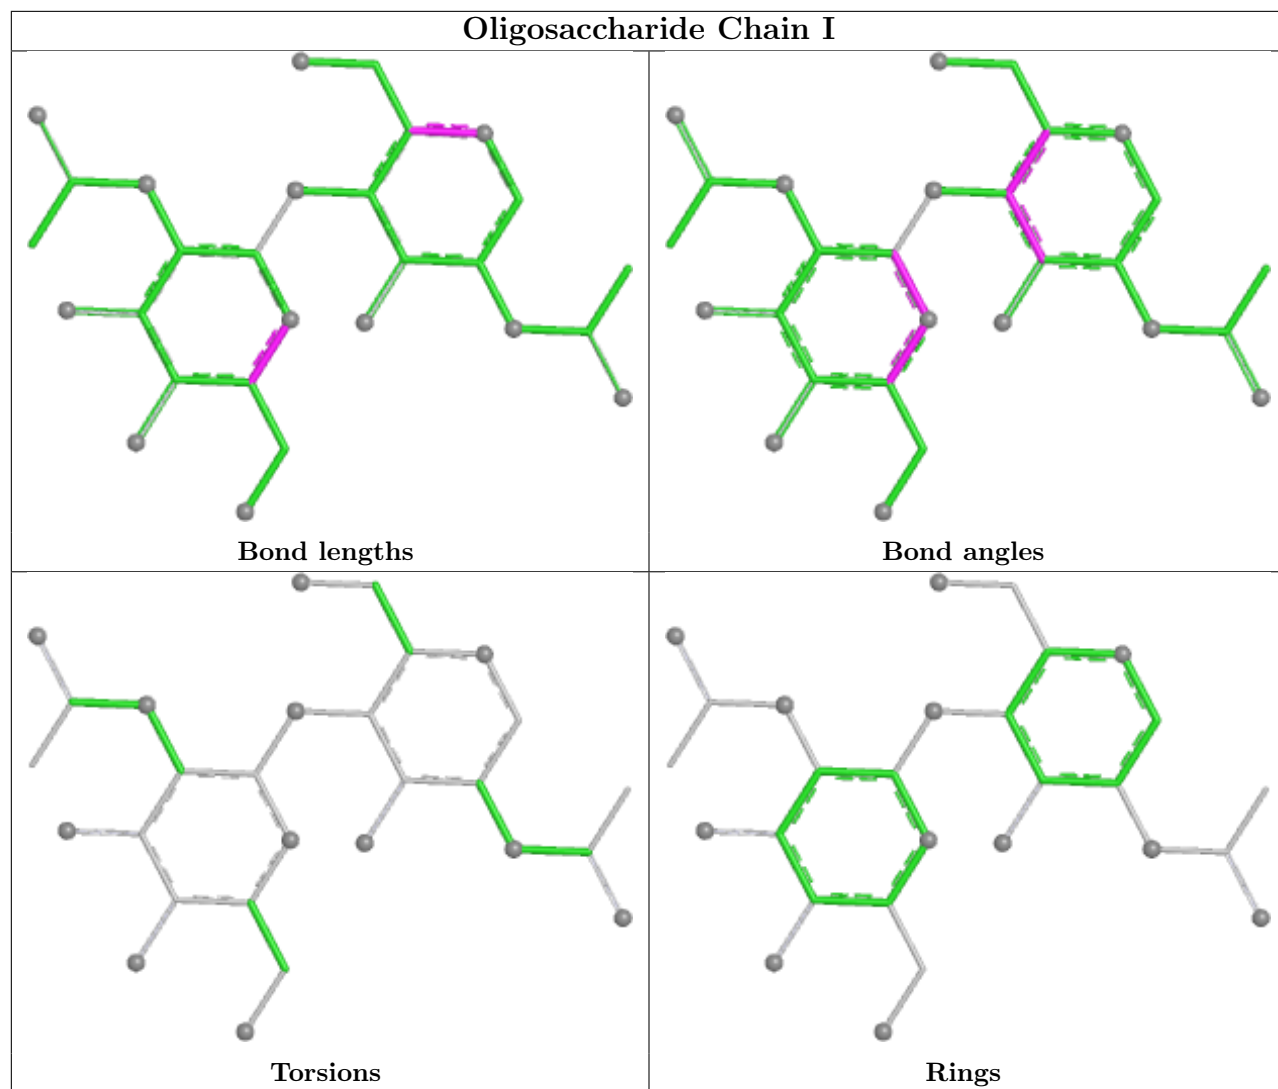 Oligosaccharide Chain I
Bond lengths
Bond angles
Torsions
Rings